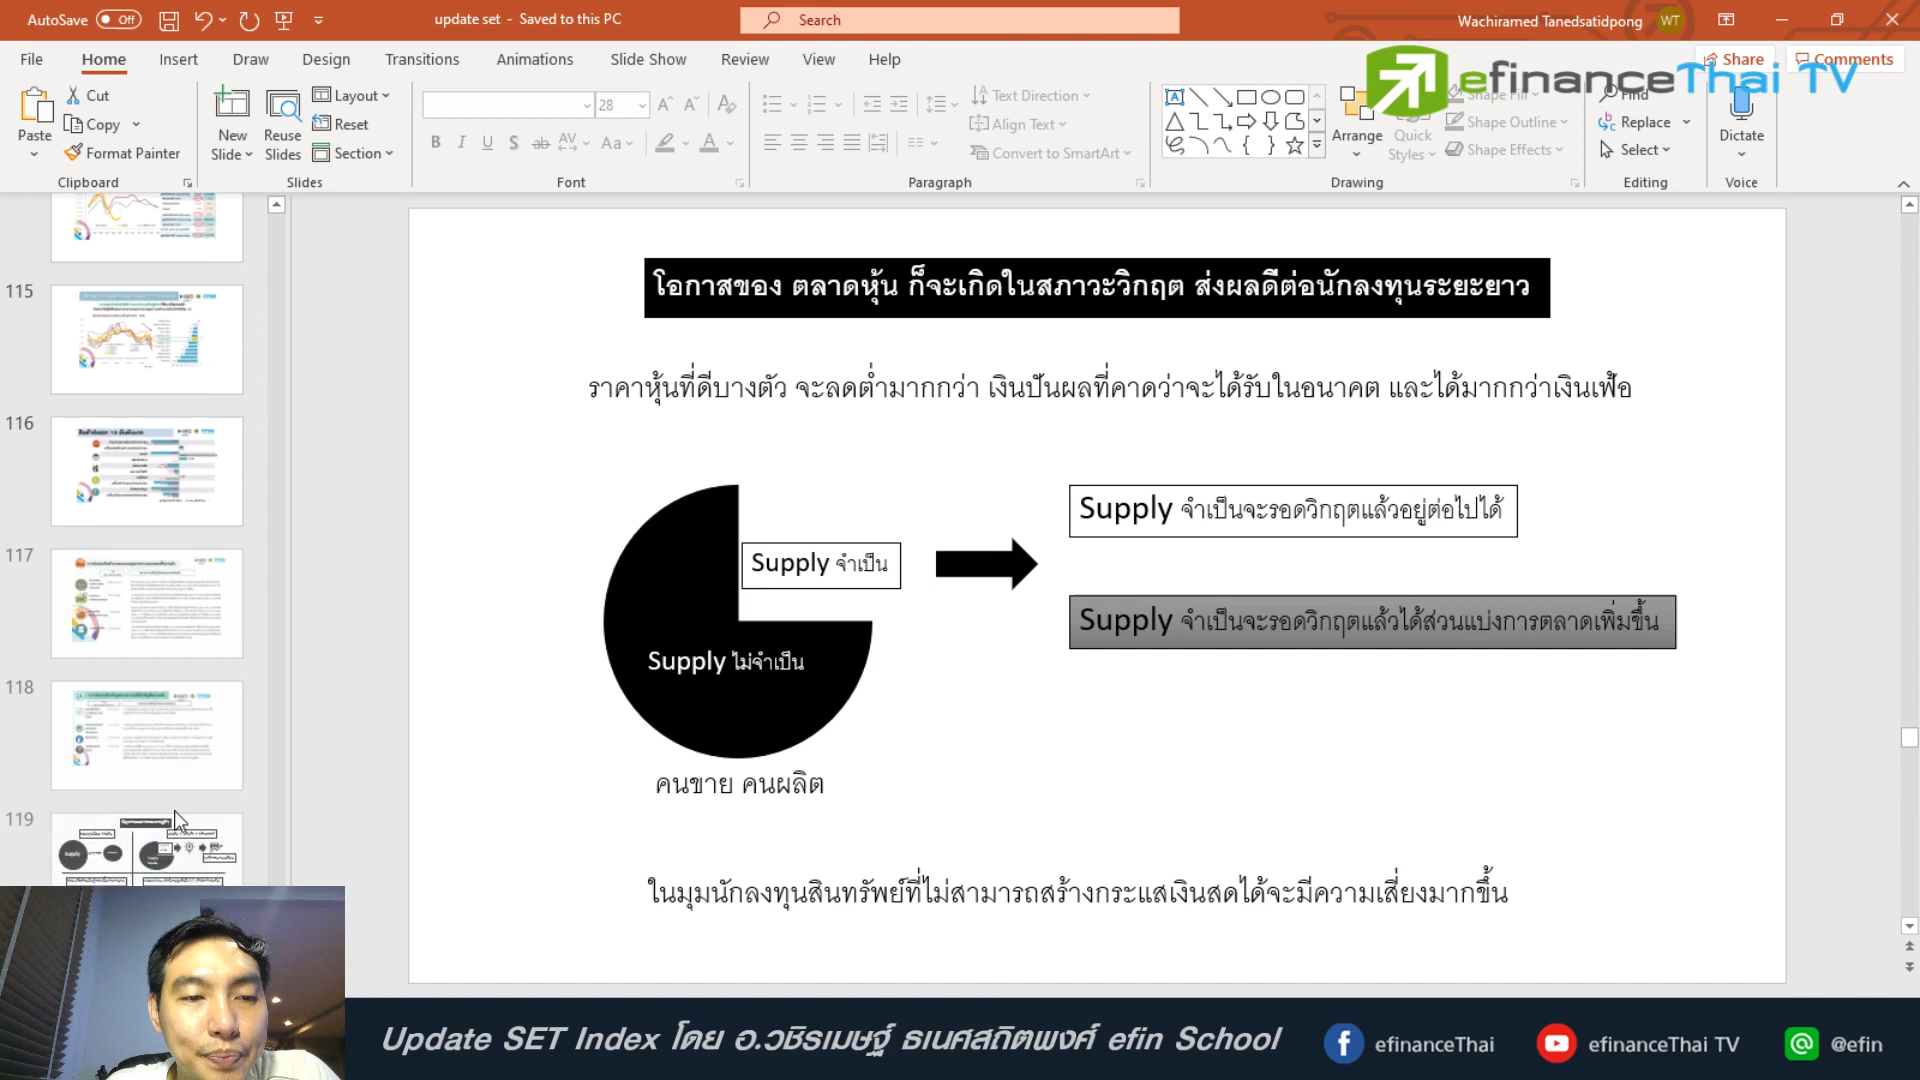 AutoSave Off
update set - Saved to this PC
Search
Wachiramed Tanedsatidpong WT
File Home Insert Draw Design Transitions Animations Slide Show Review View Help
Share Comments
efinanceThai TV
Paste
Cut
Copy
Format Painter
Clipboard
New Slide
Reuse Slides
Layout
Reset
Section
Slides
28
Font
Text Direction
Align Text
Convert to SmartArt
Paragraph
Arrange
Quick Styles
Shape Fill
Shape Outline
Shape Effects
Drawing
Find
Replace
Select
Editing
Dictate
Voice
115
116
117
118
119
โอกาสของ ตลาดหุ้น ก็จะเกิดในสภาวะวิกฤต ส่งผลดีต่อนักลงทุนระยะยาว
ราคาหุ้นที่ดีบางตัว จะลดต่ำมากกว่า เงินปันผลที่คาดว่าจะได้รับในอนาคต และได้มากกว่าเงินเฟ้อ
Supply จำเป็น
Supply ไม่จำเป็น
คนขาย คนผลิต
Supply จำเป็นจะรอดวิกฤตแล้วอยู่ต่อไปได้
Supply จำเป็นจะรอดวิกฤตแล้วได้ส่วนแบ่งการตลาดเพิ่มขึ้น
ในมุมนักลงทุนสินทรัพย์ที่ไม่สามารถสร้างกระแสเงินสดได้จะมีความเสี่ยงมากขึ้น
Update SET Index โดย อ.วชิรเมษฐ์ ธเนศสถิตพงศ์ efin School
efinanceThai
efinanceThai TV
@efin